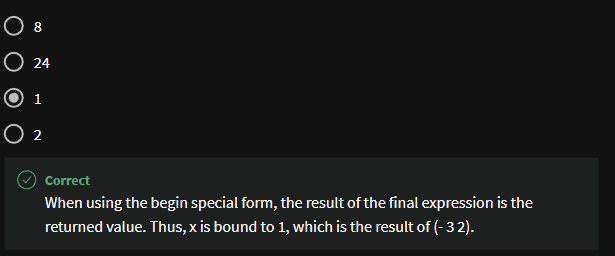 8
24
1
2
Correct
When using the begin special form, the result of the final expression is the
returned value. Thus, x is bound to 1, which is the result of (- 3 2).